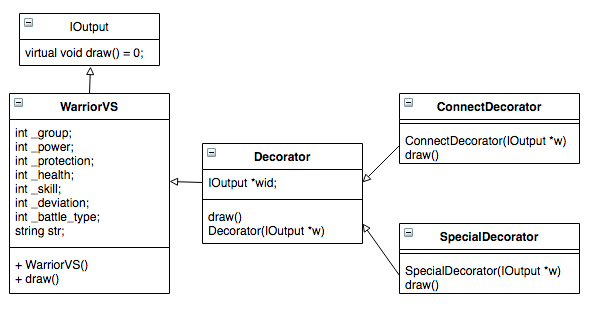 IOutput
virtual void draw() = 0;
WarriorVS
int _group;
int _power;
int _protection;
int _health;
int _skill;
int _deviation;
int _battle_type;
string str;
+ WarriorVS()
+ draw()
Decorator
IOutput *wid;
draw()
Decorator(IOutput *w)
ConnectDecorator
ConnectDecorator(IOutput *w)
draw()
SpecialDecorator
SpecialDecorator(IOutput *w)
draw()